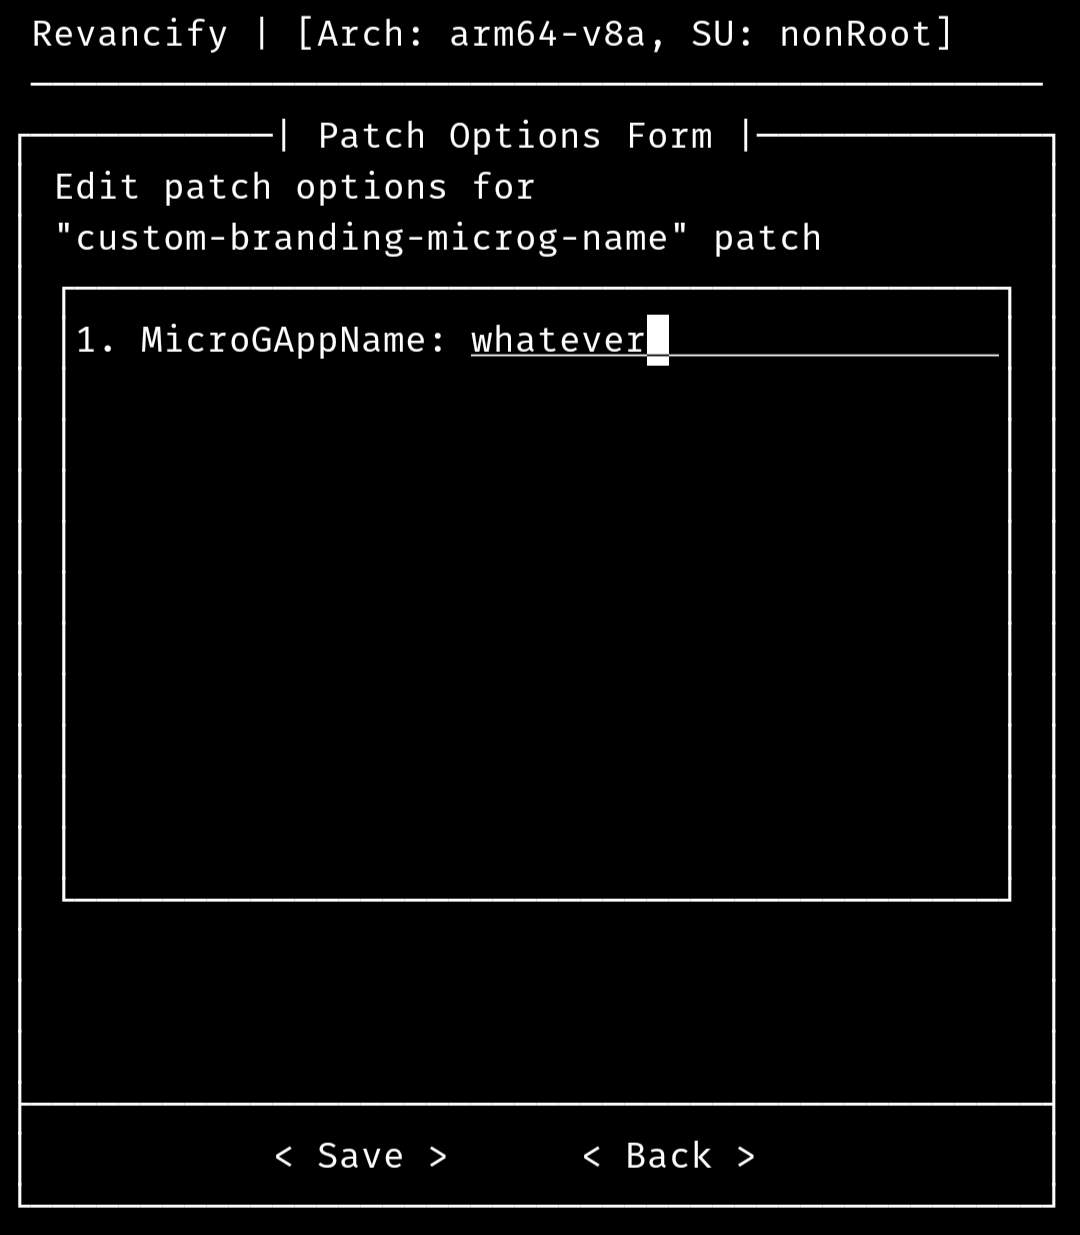 Revancify | [Arch: arm64-v8a, SU: nonRoot]
| Patch Options Form |
Edit patch options for
"custom-branding-microg-name" patch
1. MicroGAppName: whatever
< Save > < Back >